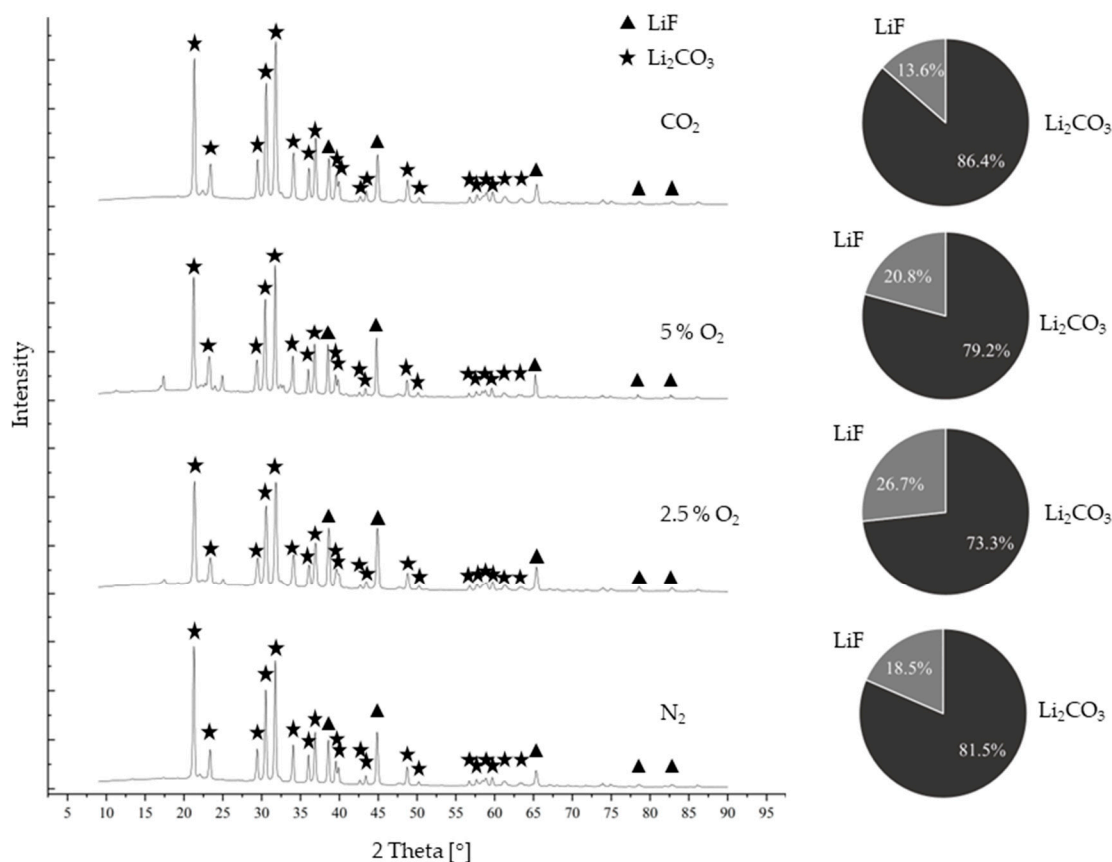 ▲ LiF
★ Li₂CO₃
CO₂
5 % O₂
2.5 % O₂
N₂
Intensity
5 10 15 20 25 30 35 40 45 50 55 60 65 70 75 80 85 90 95
2 Theta [°]
LiF
13.6%
Li₂CO₃
86.4%
LiF
20.8%
Li₂CO₃
79.2%
LiF
26.7%
Li₂CO₃
73.3%
LiF
18.5%
Li₂CO₃
81.5%